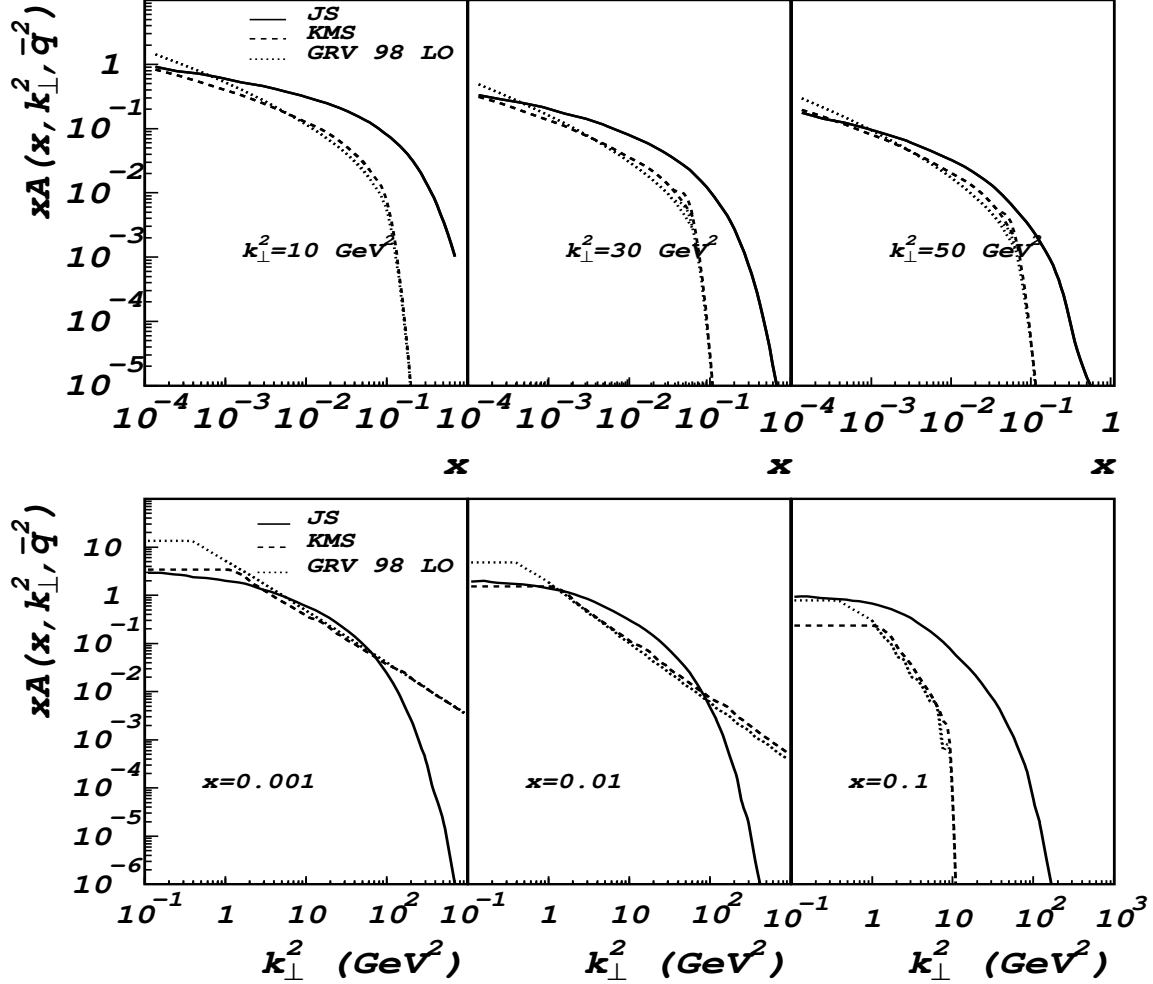 xA(x,k⊥²,q̄²)
JS
KMS
GRV 98 LO
1
10⁻¹
10⁻²
10⁻³
10⁻⁴
10⁻⁵
k⊥²=10 GeV²
k⊥²=30 GeV²
k⊥²=50 GeV²
10⁻⁴ 10⁻³ 10⁻² 10⁻¹ 10⁻⁴ 10⁻³ 10⁻² 10⁻¹ 10⁻⁴ 10⁻³ 10⁻² 10⁻¹ 1
x x x
xA(x,k⊥²,q̄²)
JS
KMS
GRV 98 LO
10
1
10⁻¹
10⁻²
10⁻³
10⁻⁴
10⁻⁵
10⁻⁶
x=0.001
x=0.01
x=0.1
10⁻¹ 1 10 10² 10⁻¹ 1 10 10² 10⁻¹ 1 10 10² 10³
k⊥² (GeV²) k⊥² (GeV²) k⊥² (GeV²)